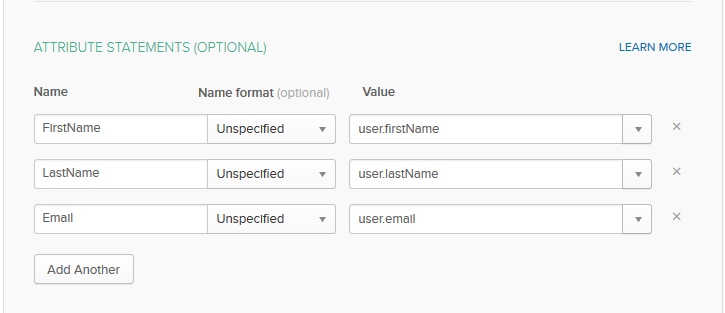 ATTRIBUTE STATEMENTS (OPTIONAL) LEARN MORE
Name Name format (optional) Value
FirstName Unspecified user.firstName
LastName Unspecified user.lastName
Email Unspecified user.email
Add Another